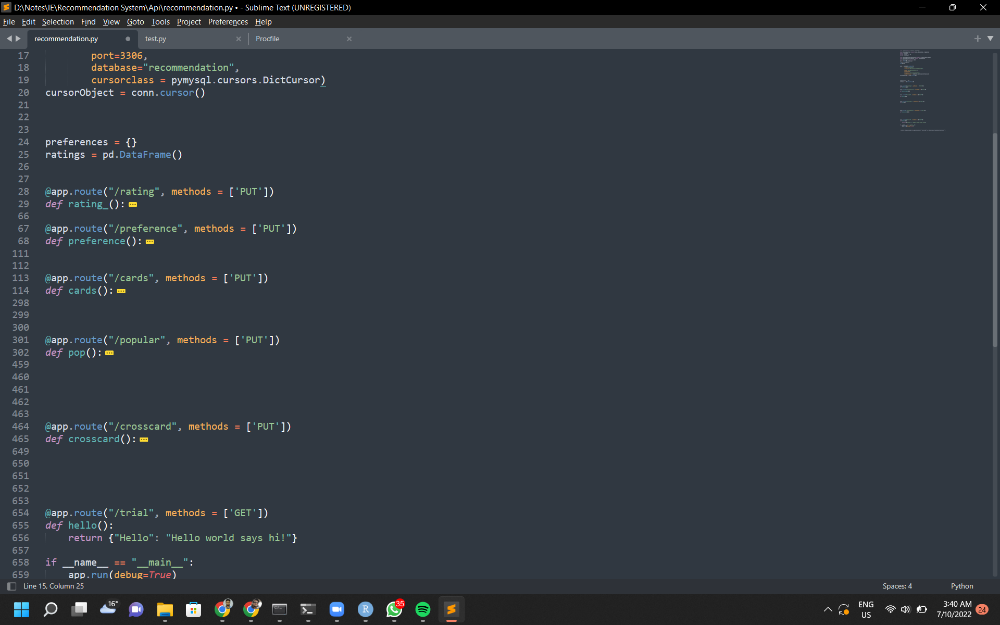 D:\Notes\IE\Recommendation System\Api\recommendation.py • - Sublime Text (UNREGISTERED)
File Edit Selection Find View Goto Tools Project Preferences Help
recommendation.py test.py Procfile
17 port=3306,
18 database="recommendation",
19 cursorclass = pymysql.cursors.DictCursor)
20 cursorObject = conn.cursor()
21
22
23
24 preferences = {}
25 ratings = pd.DataFrame()
26
27
28 @app.route("/rating", methods = ['PUT'])
29 def rating_():
66
67 @app.route("/preference", methods = ['PUT'])
68 def preference():
111
112
113 @app.route("/cards", methods = ['PUT'])
114 def cards():
298
299
300
301 @app.route("/popular", methods = ['PUT'])
302 def pop():
459
460
461
462
463
464 @app.route("/crosscard", methods = ['PUT'])
465 def crosscard():
649
650
651
652
653
654 @app.route("/trial", methods = ['GET'])
655 def hello():
656 return {"Hello": "Hello world says hi!"}
657
658 if __name__ == "__main__":
659 app.run(debug=True)
Line 15, Column 25 Spaces: 4 Python
16° 35 ENG US 3:40 AM 7/10/2022 24